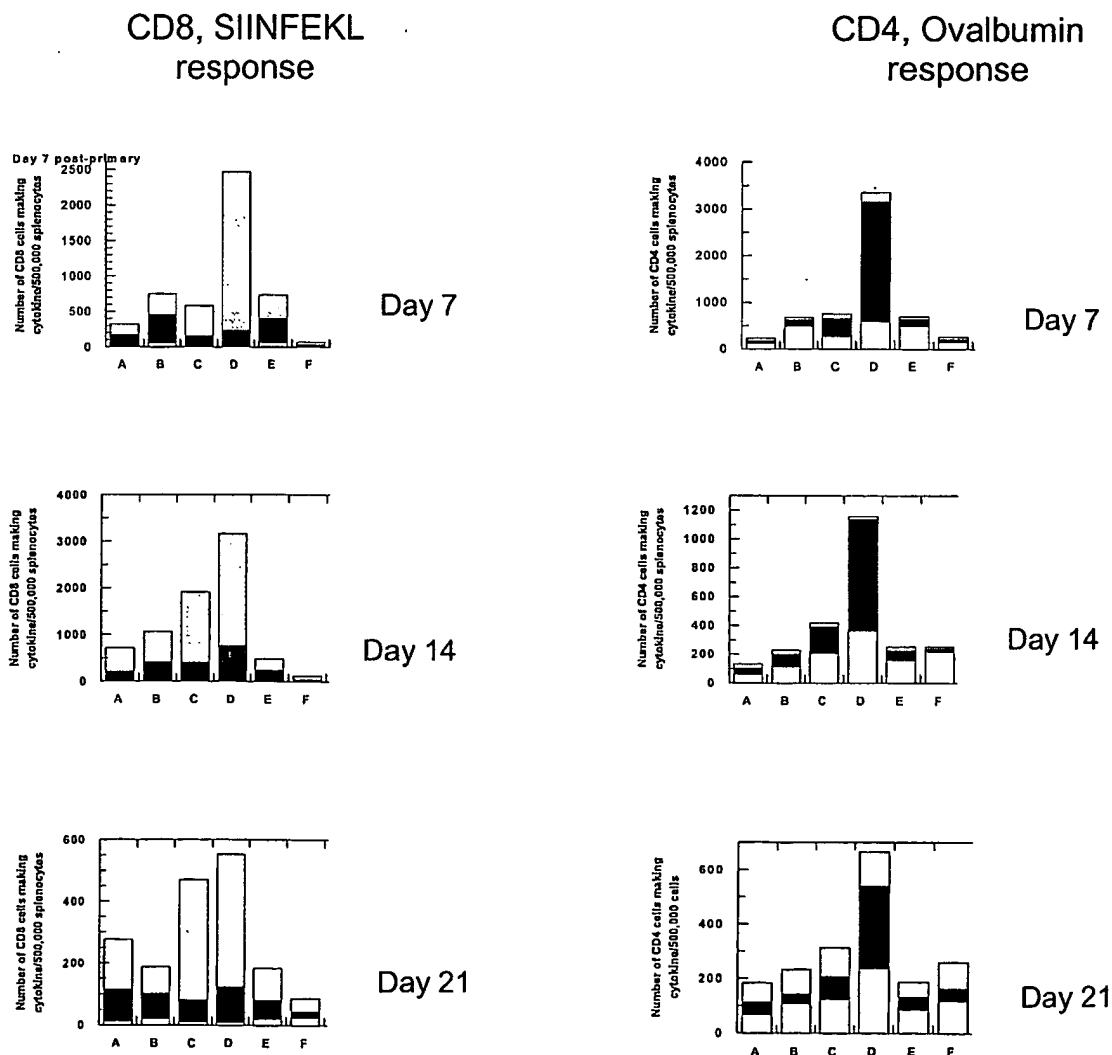 CD8, SIINFEKL
response
CD4, Ovalbumin
response
Day 7 post-primary
Number of CD8 cells making
cytokine/500,000 splenocytes
2500
2000
1500
1000
500
0
A B C D E F
Day 7
Number of CD4 cells making
cytokine/500,000 splenocytes
4000
3000
2000
1000
0
A B C D E F
Day 7
Number of CD8 cells making
cytokine/500,000 splenocytes
4000
3000
2000
1000
0
A B C D E F
Day 14
Number of CD4 cells making
cytokine/500,000 splenocytes
1200
1000
800
600
400
200
0
A B C D E F
Day 14
Number of CD8 cells making
cytokine/500,000 splenocytes
600
400
200
0
A B C D E F
Day 21
Number of CD4 cells making
cytokine/500,000 cells
600
400
200
0
A B C D E F
Day 21